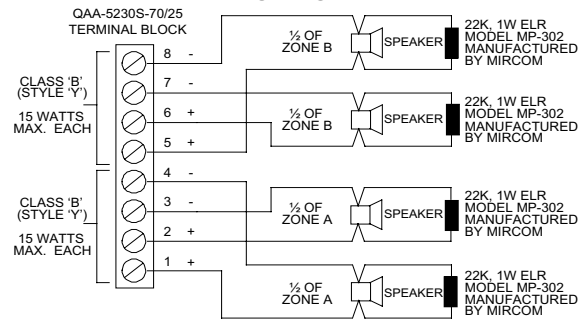 QAA-5230S-70/25
TERMINAL BLOCK
CLASS 'B'
(STYLE 'Y')
15 WATTS
MAX. EACH
CLASS 'B'
(STYLE 'Y')
15 WATTS
MAX. EACH
8 -
7 -
6 +
5 +
4 -
3 -
2 +
1 +
½ OF
ZONE B
SPEAKER
22K, 1W ELR
MODEL MP-302
MANUFACTURED
BY MIRCOM
½ OF
ZONE B
SPEAKER
22K, 1W ELR
MODEL MP-302
MANUFACTURED
BY MIRCOM
½ OF
ZONE A
SPEAKER
22K, 1W ELR
MODEL MP-302
MANUFACTURED
BY MIRCOM
½ OF
ZONE A
SPEAKER
22K, 1W ELR
MODEL MP-302
MANUFACTURED
BY MIRCOM